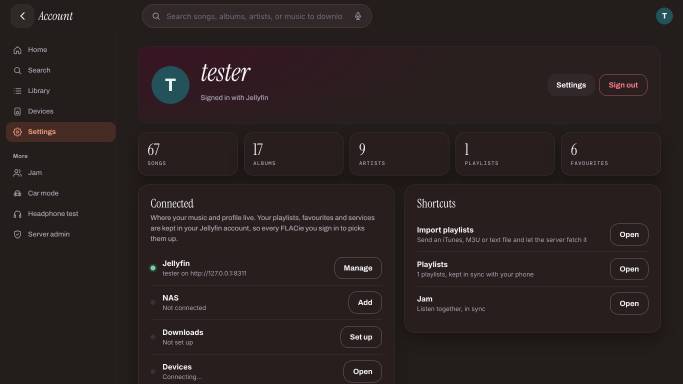 Account
Search songs, albums, artists, or music to downlo
T
Home
Search
Library
Devices
Settings
More
Jam
Car mode
Headphone test
Server admin
T
tester
Signed in with Jellyfin
Settings
Sign out
67
SONGS
17
ALBUMS
9
ARTISTS
1
PLAYLISTS
6
FAVOURITES
Connected
Where your music and profile live. Your playlists, favourites and services
are kept in your Jellyfin account, so every FLACie you sign in to picks
them up.
Jellyfin
tester on http://127.0.0.1:8311
Manage
NAS
Not connected
Add
Downloads
Not set up
Set up
Devices
Connecting...
Open
Shortcuts
Import playlists
Send an iTunes, M3U or text file and let the server fetch it
Open
Playlists
1 playlists, kept in sync with your phone
Open
Jam
Listen together, in sync
Open